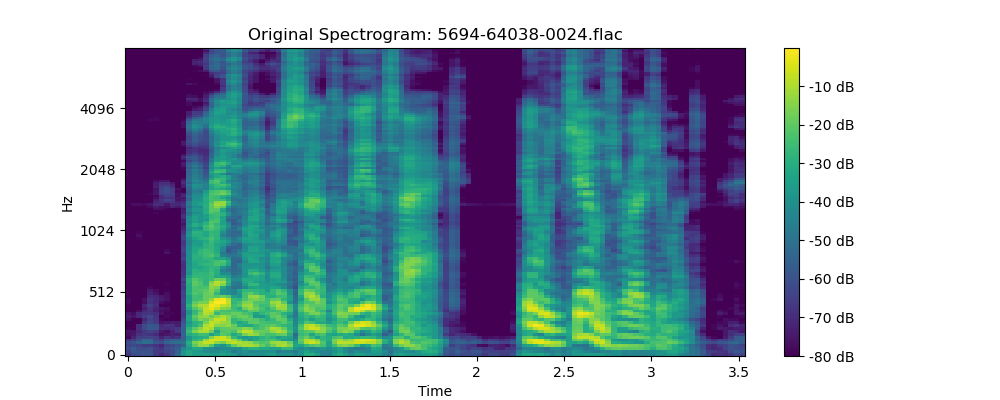 Original Spectrogram: 5694-64038-0024.flac
Hz
4096
2048
1024
512
0
0
0.5
1
1.5
2
2.5
3
3.5
Time
-10 dB
-20 dB
-30 dB
-40 dB
-50 dB
-60 dB
-70 dB
-80 dB